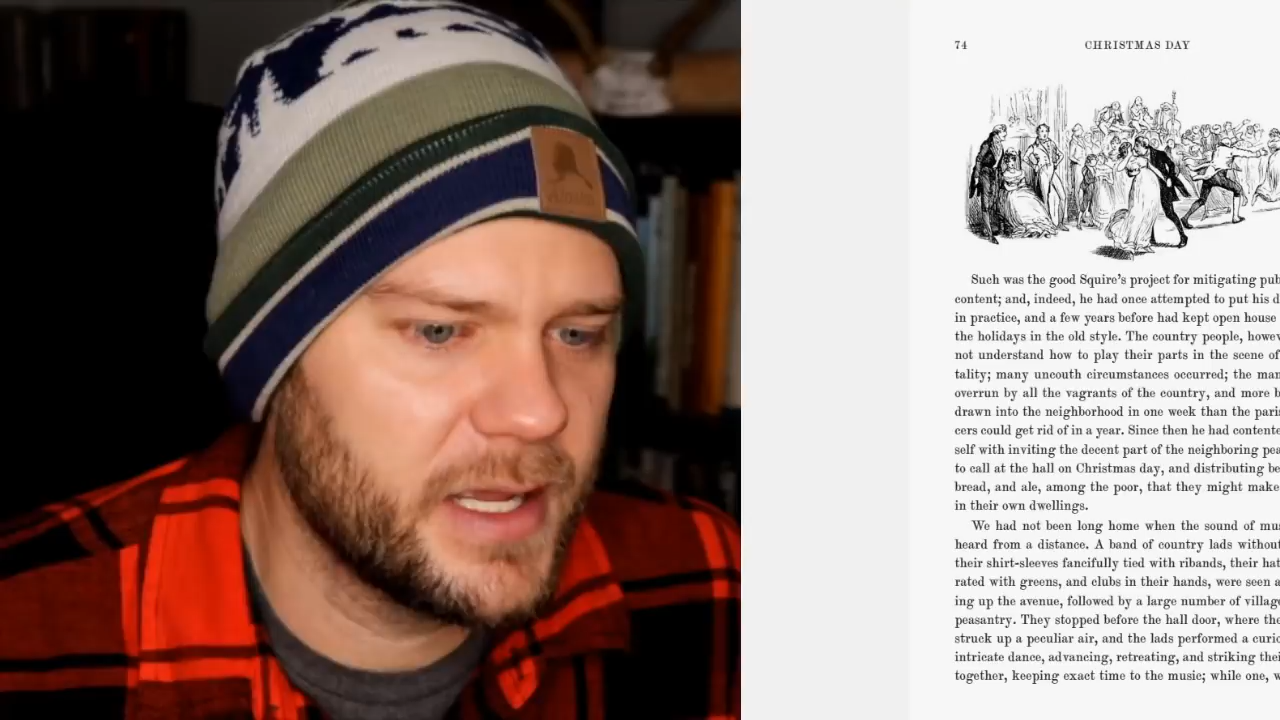 74
CHRISTMAS DAY
Such was the good Squire's project for mitigating pub
content; and, indeed, he had once attempted to put his d
in practice, and a few years before had kept open house
the holidays in the old style. The country people, howev
not understand how to play their parts in the scene of
tality; many uncouth circumstances occurred; the man
overrun by all the vagrants of the country, and more b
drawn into the neighborhood in one week than the paris
cers could get rid of in a year. Since then he had contente
self with inviting the decent part of the neighboring pea
to call at the hall on Christmas day, and distributing be
bread, and ale, among the poor, that they might make
in their own dwellings.
We had not been long home when the sound of mus
heard from a distance. A band of country lads without
their shirt-sleeves fancifully tied with ribands, their hat
rated with greens, and clubs in their hands, were seen a
ing up the avenue, followed by a large number of village
peasantry. They stopped before the hall door, where the
struck up a peculiar air, and the lads performed a curio
intricate dance, advancing, retreating, and striking thei
together, keeping exact time to the music; while one, w